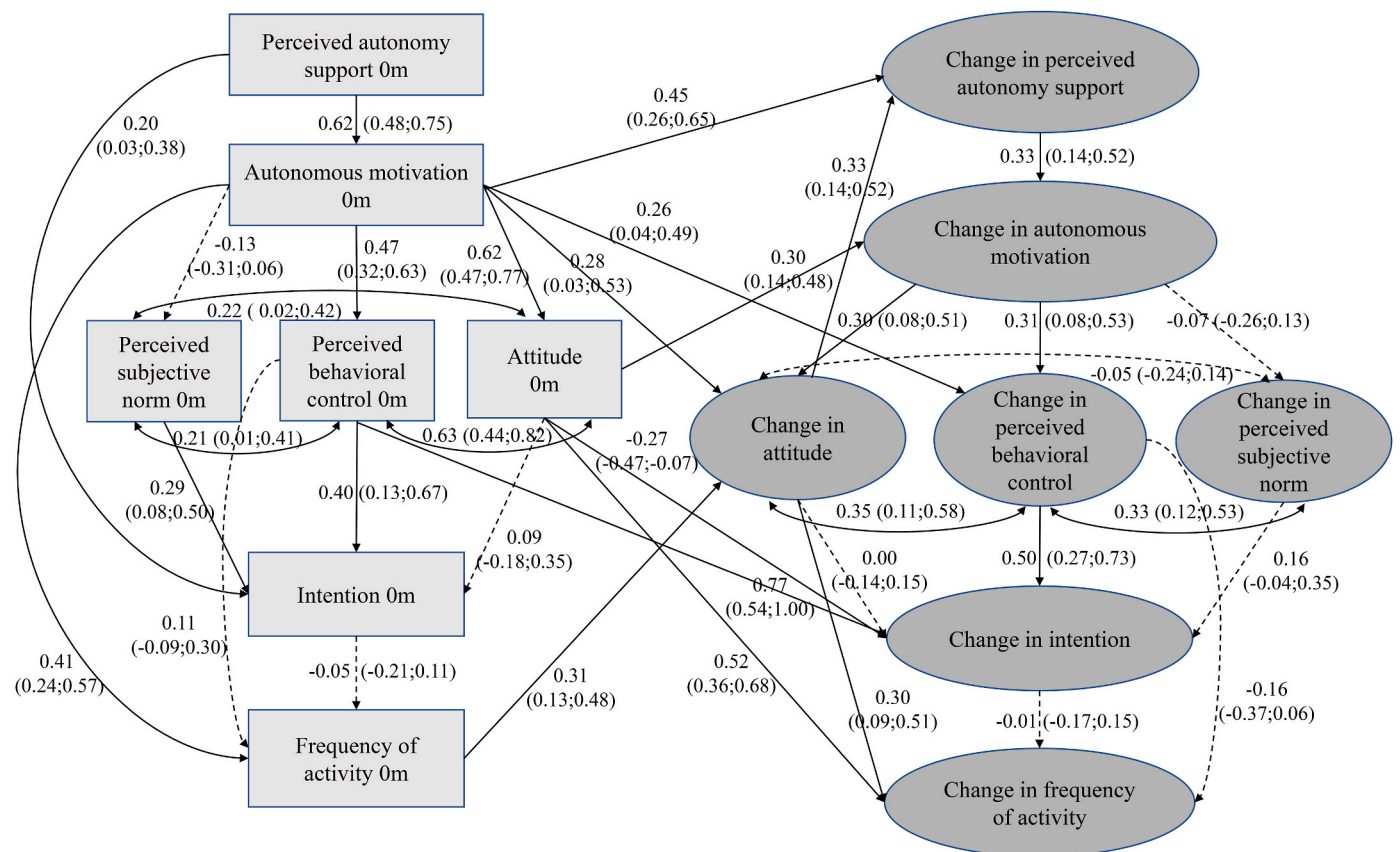 Perceived autonomy
support 0m
Change in perceived
autonomy support
0.20
(0.03;0.38)
0.62 (0.48;0.75)
0.45
(0.26;0.65)
0.33
(0.14;0.52)
0.33 (0.14;0.52)
Autonomous motivation
0m
Change in autonomous
motivation
-0.13
(-0.31;0.06)
0.47
(0.32;0.63)
0.62
(0.47;0.77)
0.28
(0.03;0.53)
0.26
(0.04;0.49)
0.30
(0.14;0.48)
0.22 ( 0.02;0.42)
0.30 (0.08;0.51)
0.31 (0.08;0.53)
-0.07 (-0.26;0.13)
-0.05 (-0.24;0.14)
Perceived
subjective
norm 0m
Perceived
behavioral
control 0m
Attitude
0m
Change in
attitude
Change in
perceived
behavioral
control
Change in
perceived
subjective
norm
0.21 (0.01;0.41)
0.63 (0.44;0.82)
-0.27
(-0.47;-0.07)
0.29
(0.08;0.50)
0.40 (0.13;0.67)
0.09
(-0.18;0.35)
0.35 (0.11;0.58)
0.33 (0.12;0.53)
0.00
(-0.14;0.15)
0.50 (0.27;0.73)
0.16
(-0.04;0.35)
0.77
(0.54;1.00)
Intention 0m
Change in intention
0.11
(-0.09;0.30)
0.41
(0.24;0.57)
-0.05 (-0.21;0.11)
0.31
(0.13;0.48)
0.52
(0.36;0.68)
0.30
(0.09;0.51)
-0.01 (-0.17;0.15)
-0.16
(-0.37;0.06)
Frequency of
activity 0m
Change in frequency
of activity